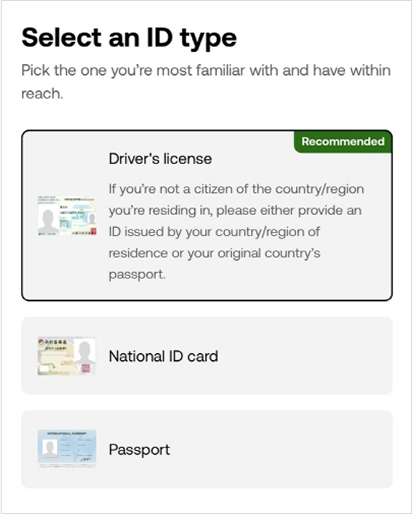 Select an ID type
Pick the one you're most familiar with and have within
reach.
Recommended
Driver's license
If you're not a citizen of the country/region
you're residing in, please either provide an
ID issued by your country/region of
residence or your original country's
passport.
National ID card
Passport